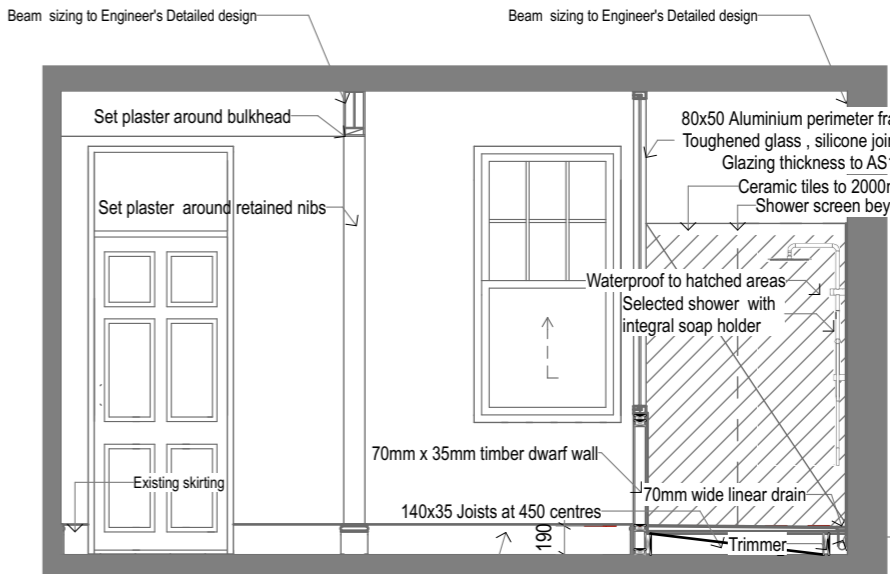 Beam sizing to Engineer's Detailed design
Beam sizing to Engineer's Detailed design
Set plaster around bulkhead
80x50 Aluminium perimeter fra
Toughened glass , silicone join
Glazing thickness to AS1
Ceramic tiles to 2000m
Shower screen bey
Set plaster around retained nibs
Waterproof to hatched areas
Selected shower with
integral soap holder
70mm x 35mm timber dwarf wall
Existing skirting
70mm wide linear drain
140x35 Joists at 450 centres
190
Trimmer